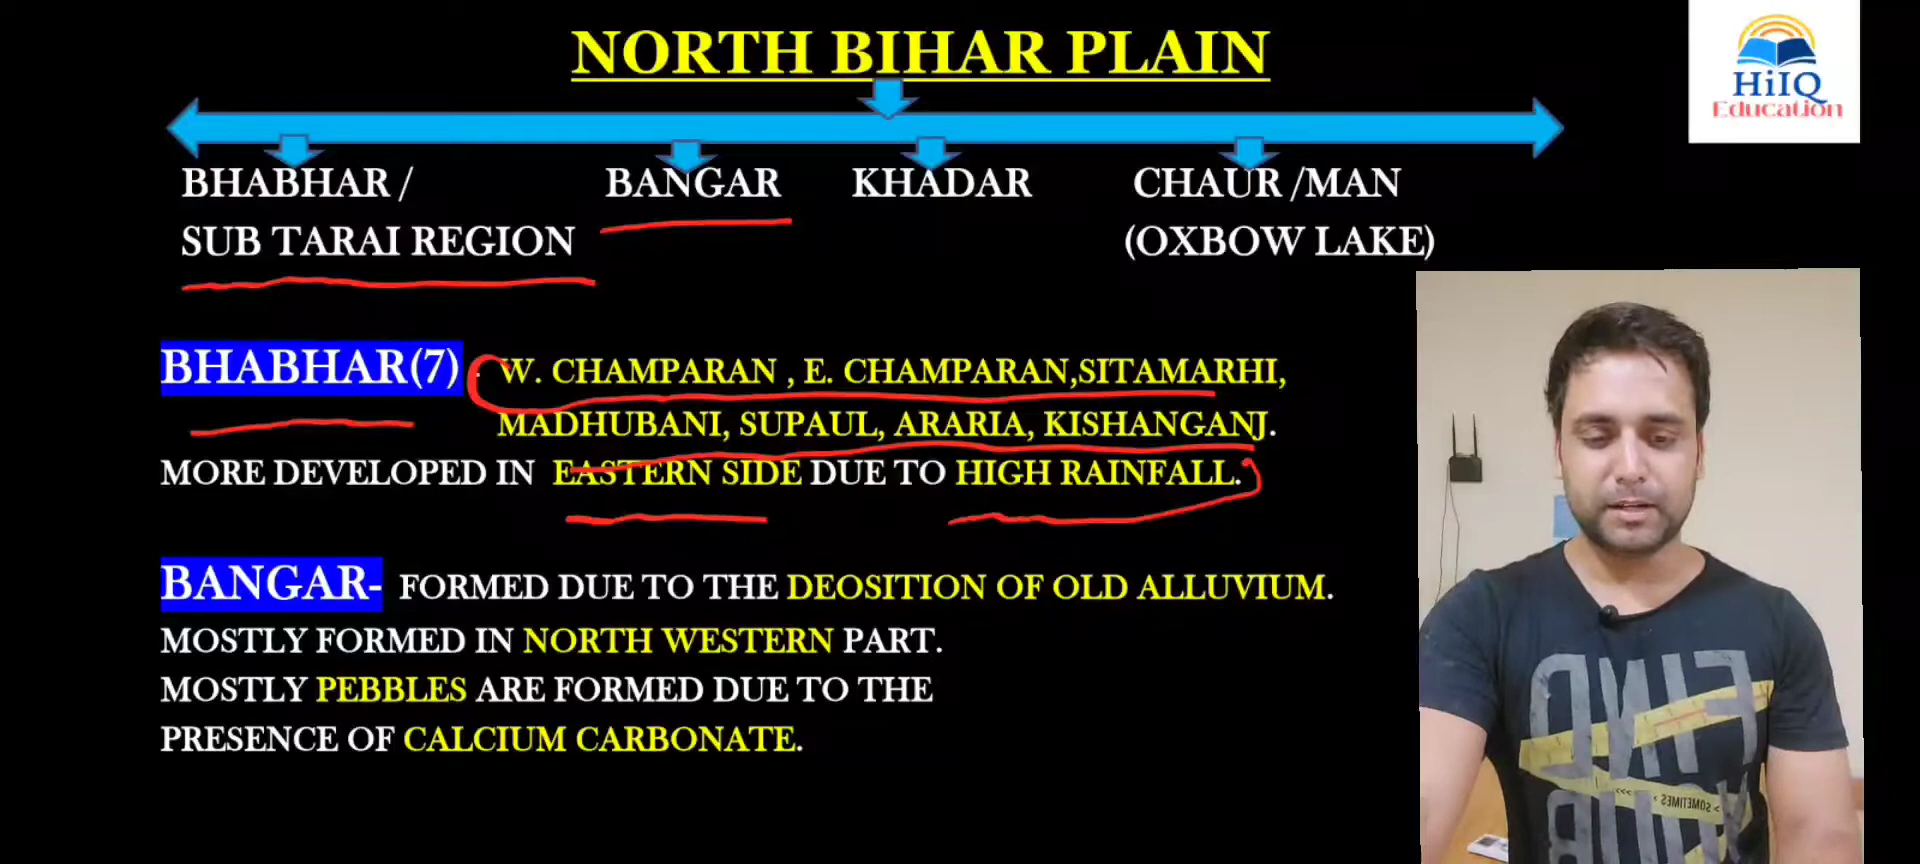 NORTH BIHAR PLAIN
HiIQ
Education
BHABHAR /
SUB TARAI REGION
BANGAR
KHADAR
CHAUR /MAN
(OXBOW LAKE)
BHABHAR(7) - W. CHAMPARAN , E. CHAMPARAN,SITAMARHI,
MADHUBANI, SUPAUL, ARARIA, KISHANGANJ.
MORE DEVELOPED IN EASTERN SIDE DUE TO HIGH RAINFALL.
BANGAR- FORMED DUE TO THE DEOSITION OF OLD ALLUVIUM.
MOSTLY FORMED IN NORTH WESTERN PART.
MOSTLY PEBBLES ARE FORMED DUE TO THE
PRESENCE OF CALCIUM CARBONATE.
FIND
<SOMETIMES>